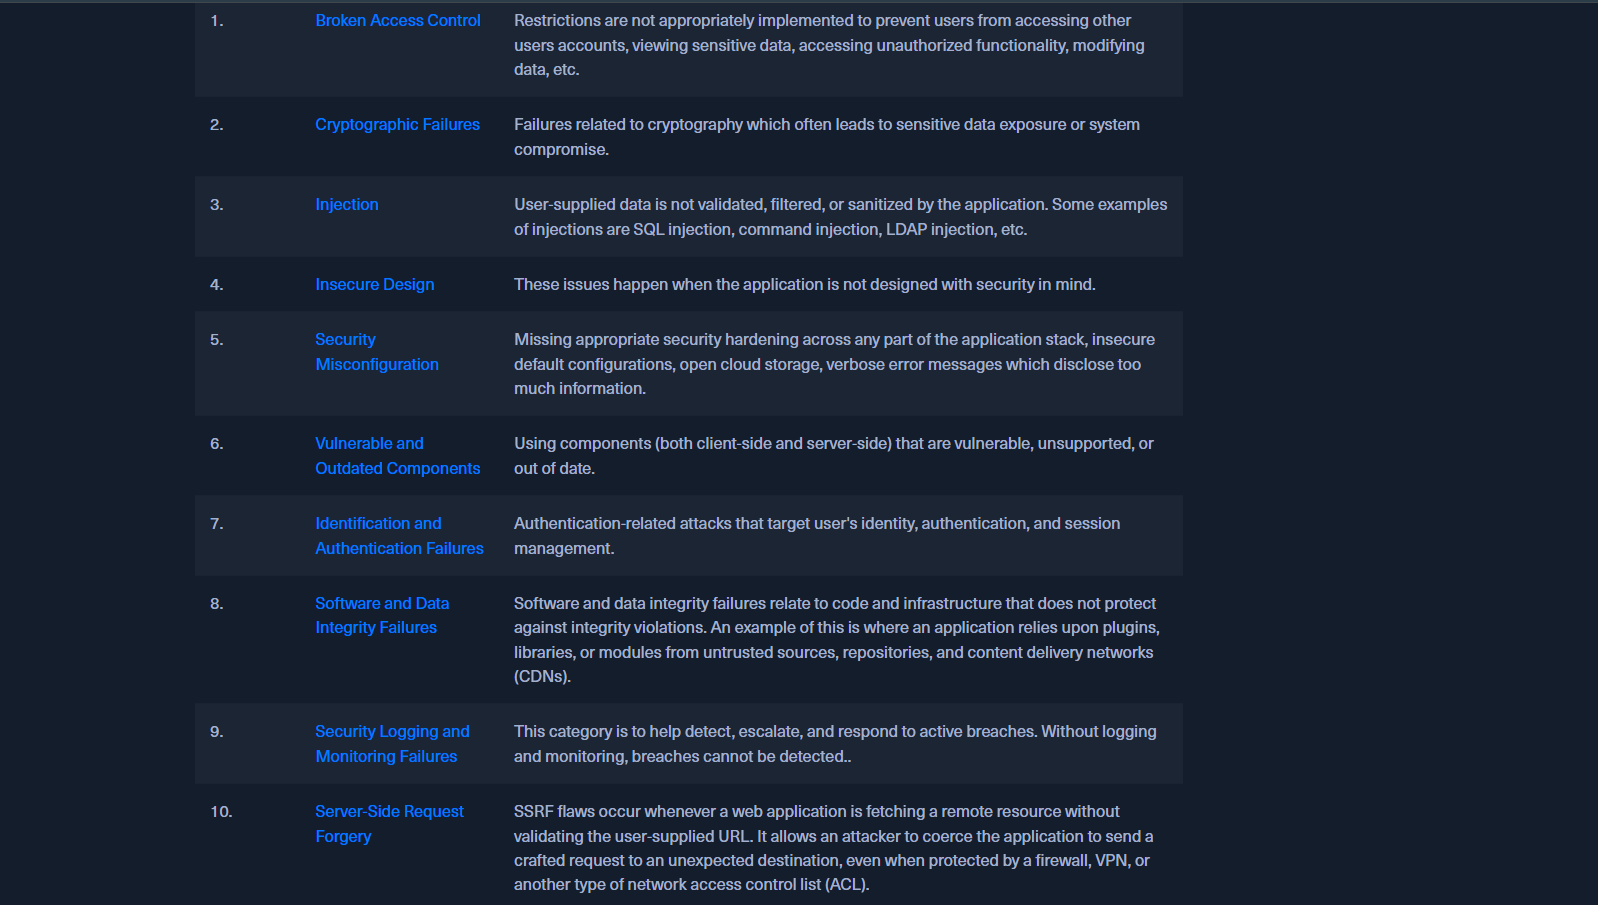 1. Broken Access Control Restrictions are not appropriately implemented to prevent users from accessing other
users accounts, viewing sensitive data, accessing unauthorized functionality, modifying
data, etc.
2. Cryptographic Failures Failures related to cryptography which often leads to sensitive data exposure or system
compromise.
3. Injection User-supplied data is not validated, filtered, or sanitized by the application. Some examples
of injections are SQL injection, command injection, LDAP injection, etc.
4. Insecure Design These issues happen when the application is not designed with security in mind.
5. Security Missing appropriate security hardening across any part of the application stack, insecure
Misconfiguration default configurations, open cloud storage, verbose error messages which disclose too
much information.
6. Vulnerable and Using components (both client-side and server-side) that are vulnerable, unsupported, or
Outdated Components out of date.
7. Identification and Authentication-related attacks that target user's identity, authentication, and session
Authentication Failures management.
8. Software and Data Software and data integrity failures relate to code and infrastructure that does not protect
Integrity Failures against integrity violations. An example of this is where an application relies upon plugins,
libraries, or modules from untrusted sources, repositories, and content delivery networks
(CDNs).
9. Security Logging and This category is to help detect, escalate, and respond to active breaches. Without logging
Monitoring Failures and monitoring, breaches cannot be detected..
10. Server-Side Request SSRF flaws occur whenever a web application is fetching a remote resource without
Forgery validating the user-supplied URL. It allows an attacker to coerce the application to send a
crafted request to an unexpected destination, even when protected by a firewall, VPN, or
another type of network access control list (ACL).